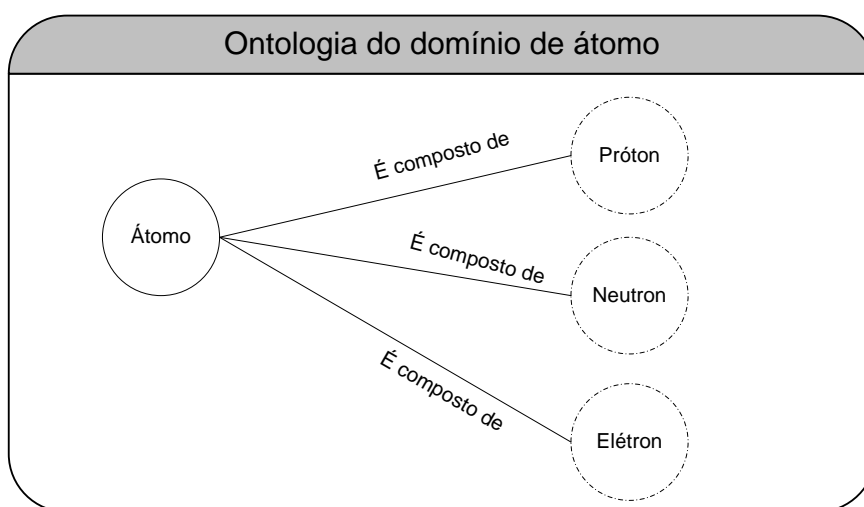 Ontologia do domínio de átomo
É composto de
Próton
Átomo
É composto de
Neutron
É composto de
Elétron